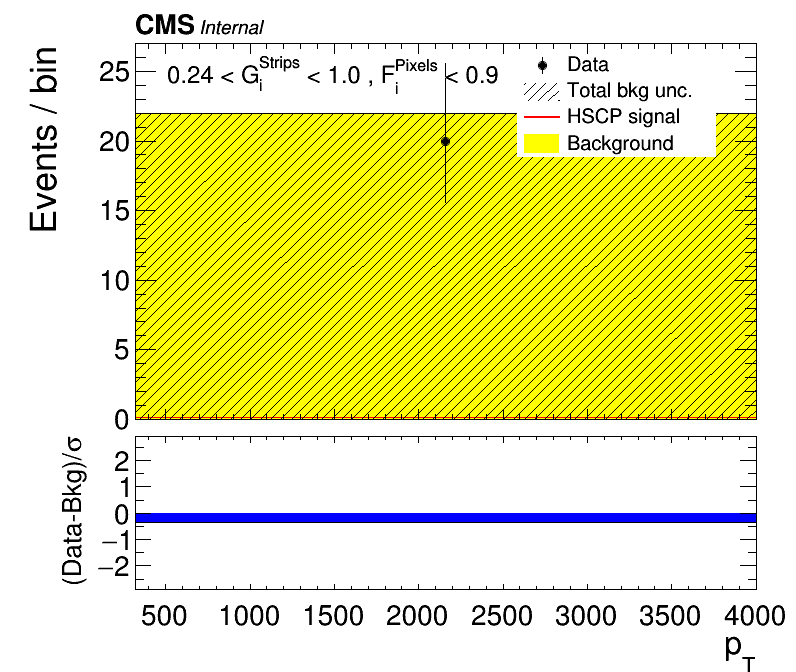 CMS Internal
Events / bin
0.24 < G_i^Strips < 1.0 , F_i^Pixels < 0.9
Data
Total bkg unc.
HSCP signal
Background
25
20
15
10
5
0
(Data-Bkg)/σ
2
1
0
−1
−2
500 1000 1500 2000 2500 3000 3500 4000
p_T